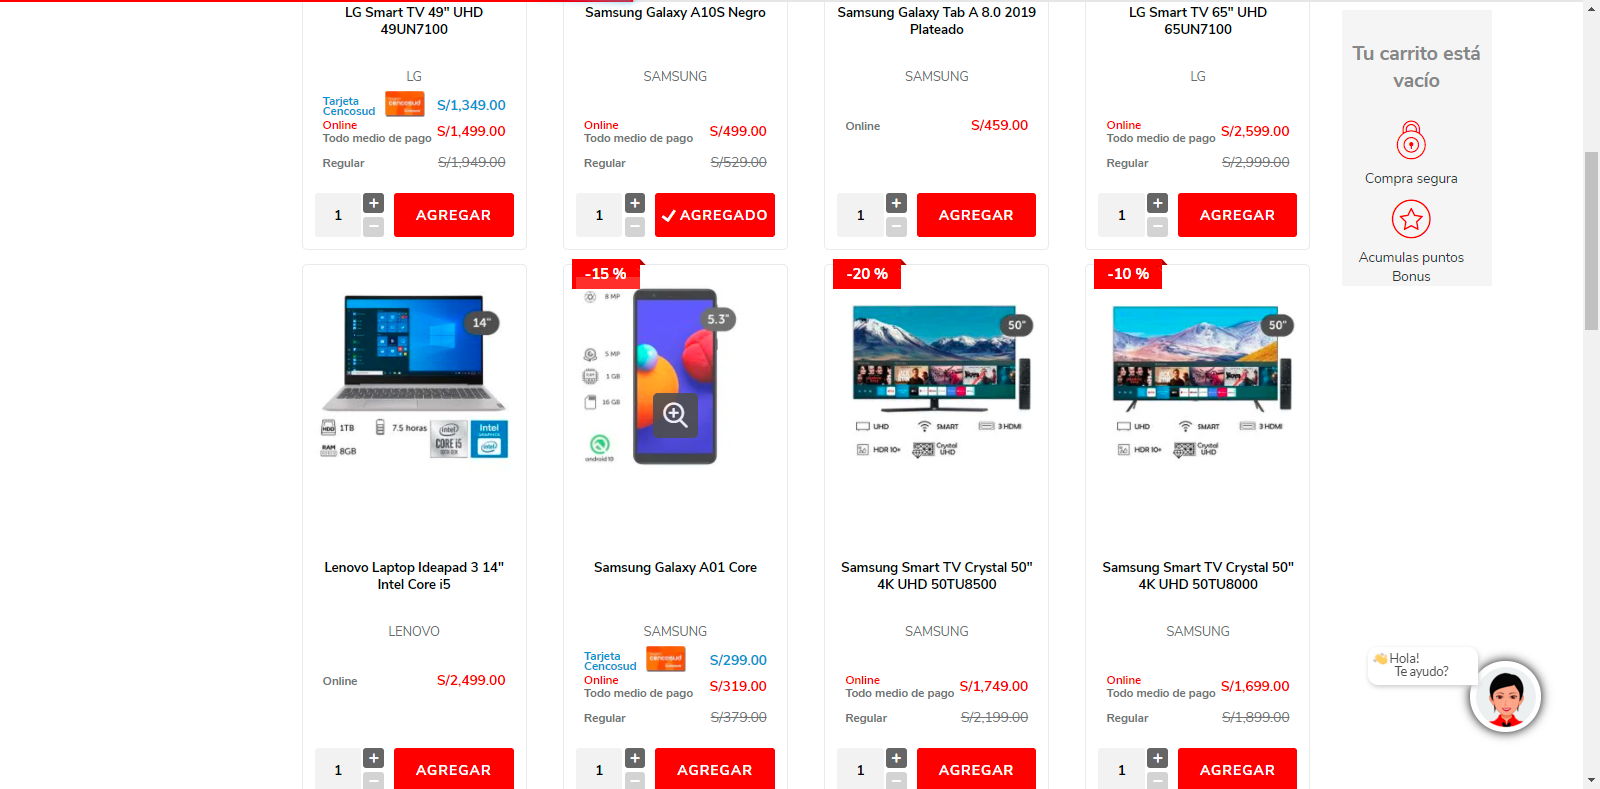 LG Smart TV 49" UHD
49UN7100
LG
Tarjeta
Cencosud
cencosud
S/1,349.00
Online
Todo medio de pago
S/1,499.00
Regular
S/1,949.00
1
+
−
AGREGAR
Samsung Galaxy A10S Negro
SAMSUNG
Online
Todo medio de pago
S/499.00
Regular
S/529.00
1
+
−
AGREGADO
Samsung Galaxy Tab A 8.0 2019
Plateado
SAMSUNG
Online
S/459.00
1
+
−
AGREGAR
LG Smart TV 65" UHD
65UN7100
LG
Online
Todo medio de pago
S/2,599.00
Regular
S/2,999.00
1
+
−
AGREGAR
Tu carrito está
vacío
Compra segura
Acumulas puntos
Bonus
14"
HDD 1TB
7.5 horas
RAM 8GB
intel
CORE i5
Intel
GRAPHICS
intel
Lenovo Laptop Ideapad 3 14"
Intel Core i5
LENOVO
Online
S/2,499.00
1
+
−
AGREGAR
-15 %
8 MP
5.3"
5 MP
1 GB
16 GB
android 10
Samsung Galaxy A01 Core
SAMSUNG
Tarjeta
Cencosud
cencosud
S/299.00
Online
Todo medio de pago
S/319.00
Regular
S/379.00
1
+
−
AGREGAR
-20 %
50"
UHD
SMART
3 HDMI
HDR 10+
Crystal
UHD
Samsung Smart TV Crystal 50"
4K UHD 50TU8500
SAMSUNG
Online
Todo medio de pago
S/1,749.00
Regular
S/2,199.00
1
+
−
AGREGAR
-10 %
50"
UHD
SMART
3 HDMI
HDR 10+
Crystal
UHD
Samsung Smart TV Crystal 50"
4K UHD 50TU8000
SAMSUNG
Online
Todo medio de pago
S/1,699.00
Regular
S/1,899.00
1
+
−
AGREGAR
👋 Hola!
Te ayudo?